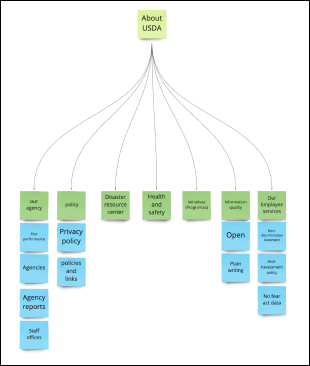 About
USDA
our
agency
policy
Disaster
resource
center
Health
and
safety
Initiatives
(Programss)
Information
quality
Our
Employee
services
Our
performance
Agencies
Agency
reports
Staff
offices
Privacy
policy
policies
and
links
Open
Plain
writing
Non-
discrimination
statement
Anti-
harassment
policy
No fear
act data